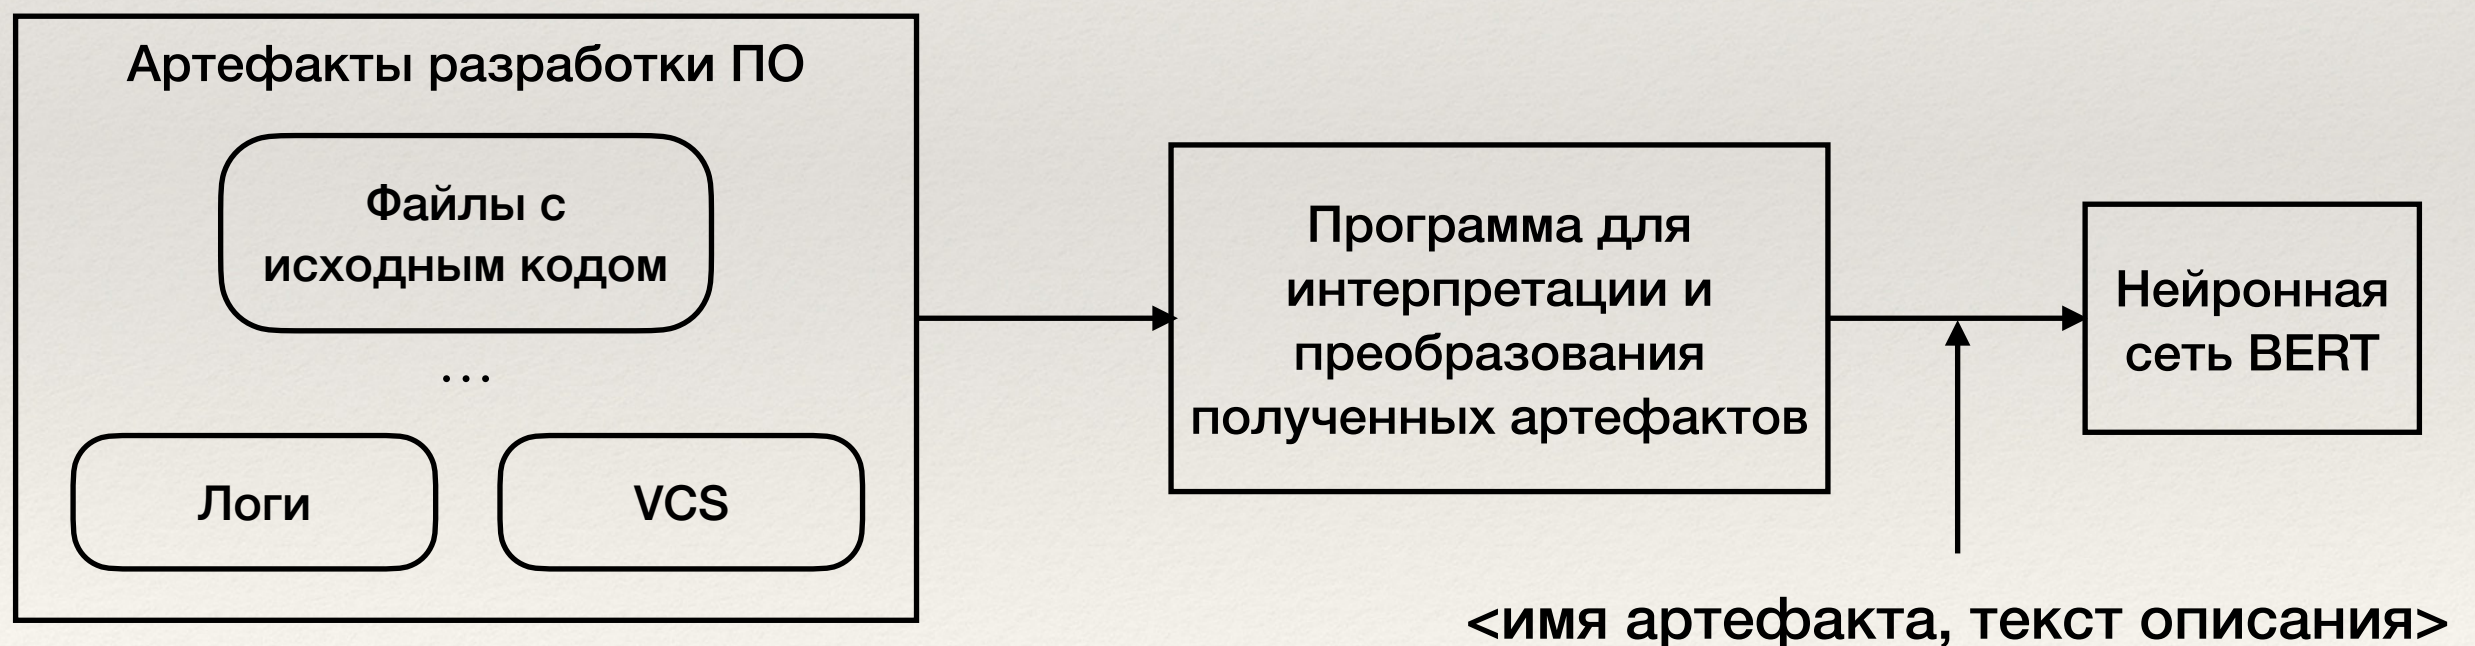 Артефакты разработки ПО
Файлы с
исходным кодом
...
Логи
VCS
Программа для
интерпретации и
преобразования
полученных артефактов
Нейронная
сеть BERT
<имя артефакта, текст описания>